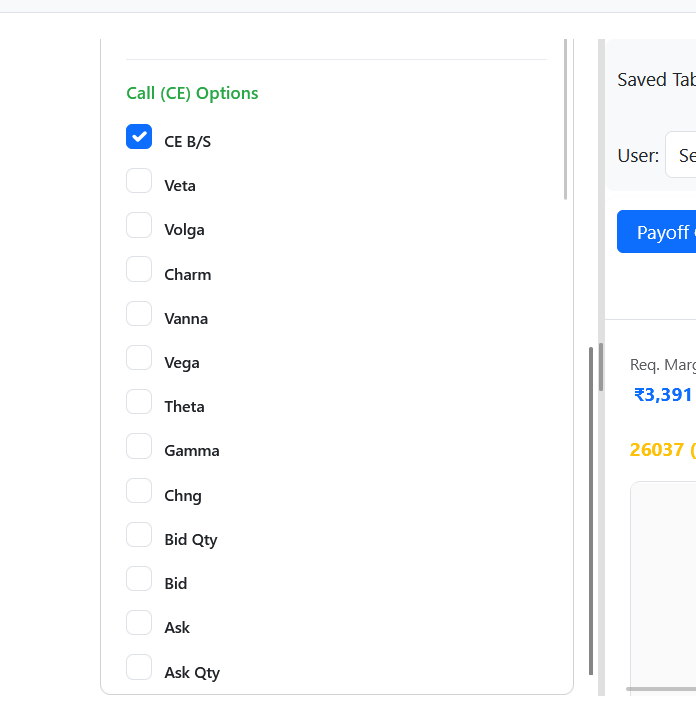 Call (CE) Options
CE B/S
Veta
Volga
Charm
Vanna
Vega
Theta
Gamma
Chng
Bid Qty
Bid
Ask
Ask Qty
Saved Tab
User: Se
Payoff
Req. Marg
₹3,391
26037 (